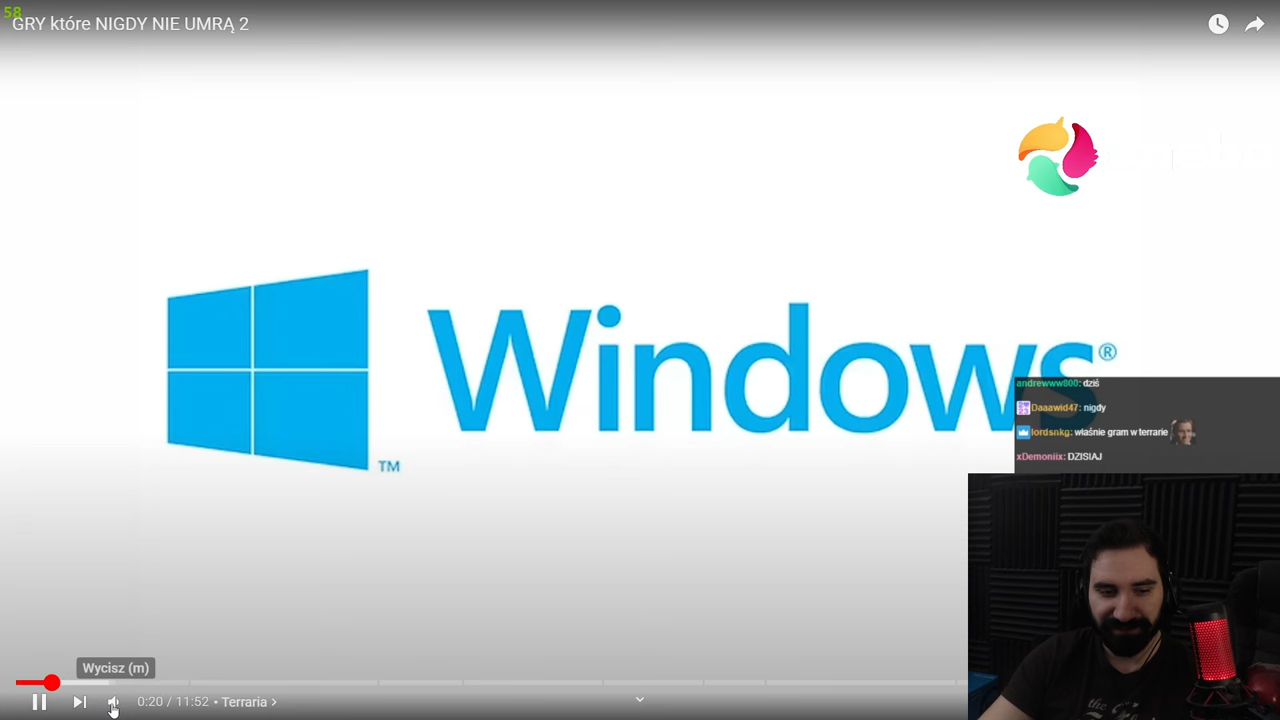 58
GRY które NIGDY NIE UMRĄ 2
Windows®
TM
andrewww800: dziś
Daaawid47: nigdy
lordsnkg: właśnie gram w terrarie
xDemoniix: DZISIAJ
Wycisz (m)
0:20 / 11:52 • Terraria